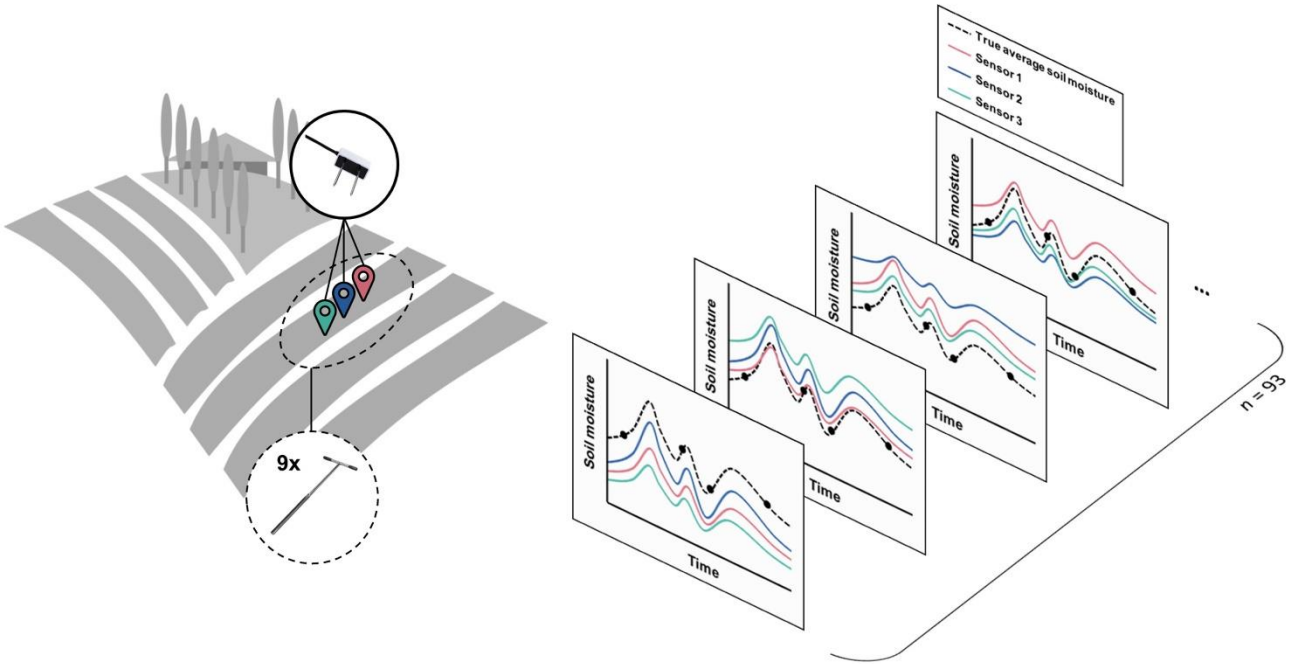 9x
True average soil moisture
Sensor 1
Sensor 2
Sensor 3
Soil moisture
Time
Soil moisture
Time
Soil moisture
Time
Soil moisture
Time
...
n = 93